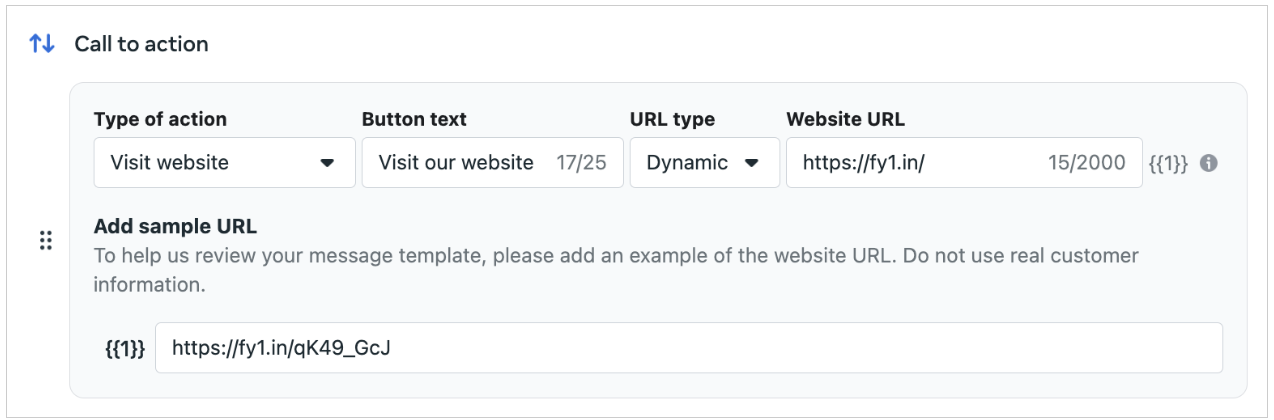 Call to action
Type of action Button text URL type Website URL
Visit website Visit our website 17/25 Dynamic https://fy1.in/ 15/2000 {{1}}
Add sample URL
To help us review your message template, please add an example of the website URL. Do not use real customer
information.
{{1}} https://fy1.in/qK49_GcJ